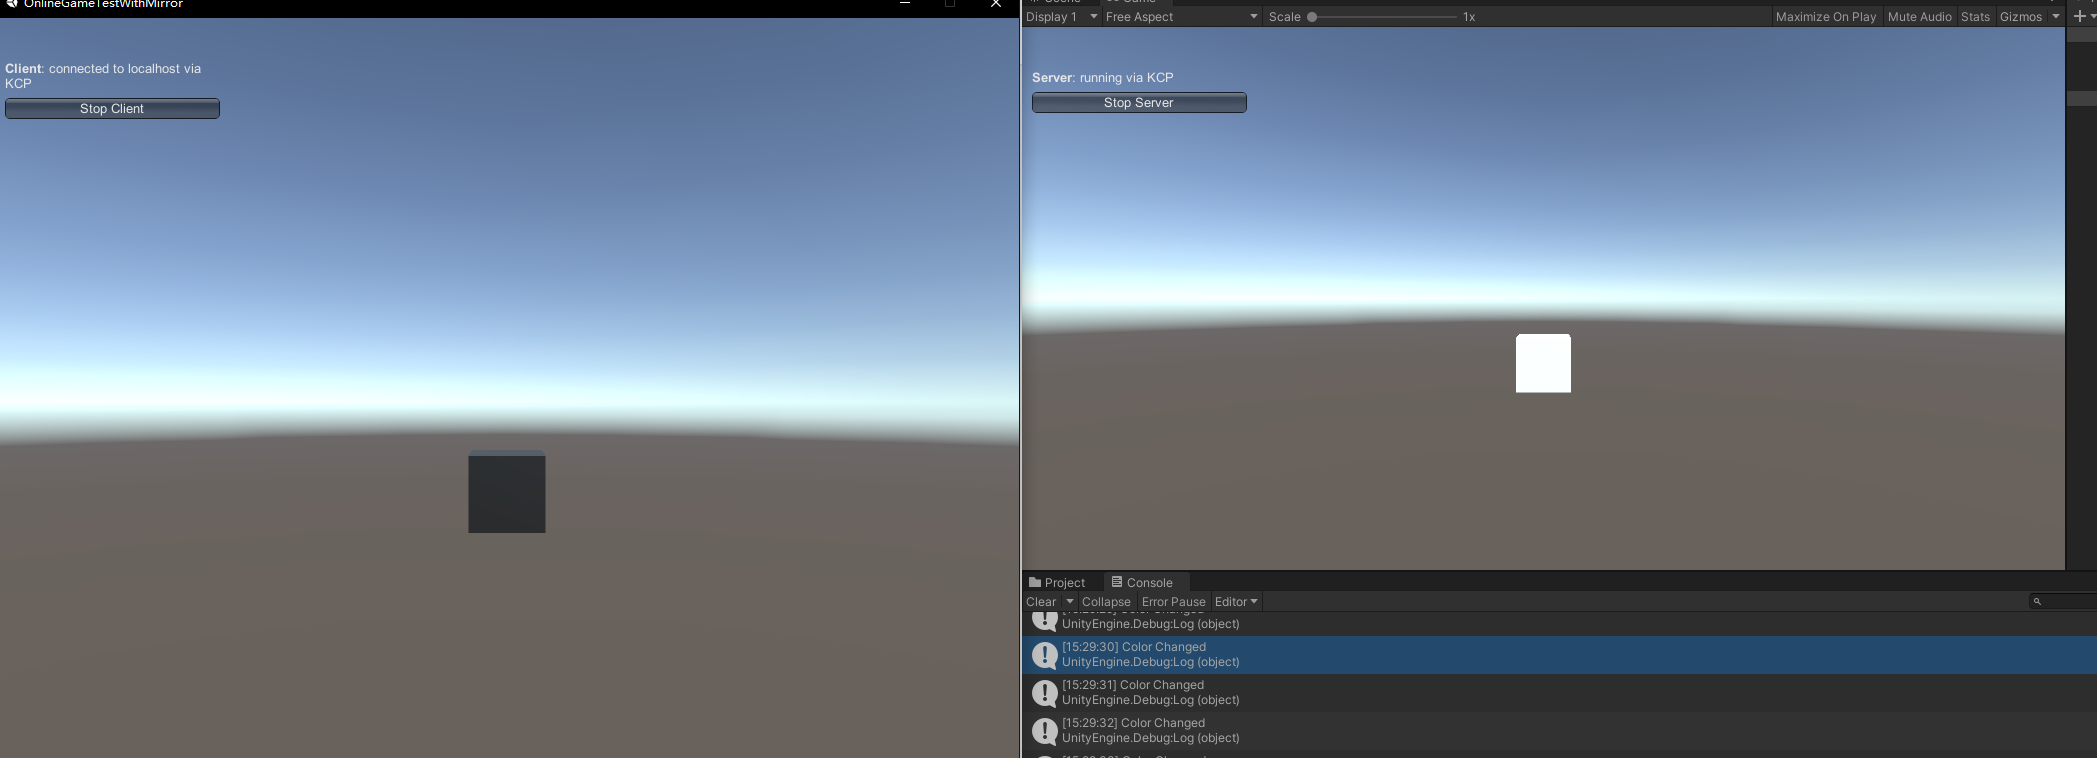 OnlineGameTestWithMirror
Client: connected to localhost via
KCP
Stop Client
Display 1
Free Aspect
Scale
1x
Maximize On Play
Mute Audio
Stats
Gizmos
Server: running via KCP
Stop Server
Project
Console
Clear
Collapse
Error Pause
Editor
UnityEngine.Debug:Log (object)
[15:29:30] Color Changed
UnityEngine.Debug:Log (object)
[15:29:31] Color Changed
UnityEngine.Debug:Log (object)
[15:29:32] Color Changed
UnityEngine.Debug:Log (object)